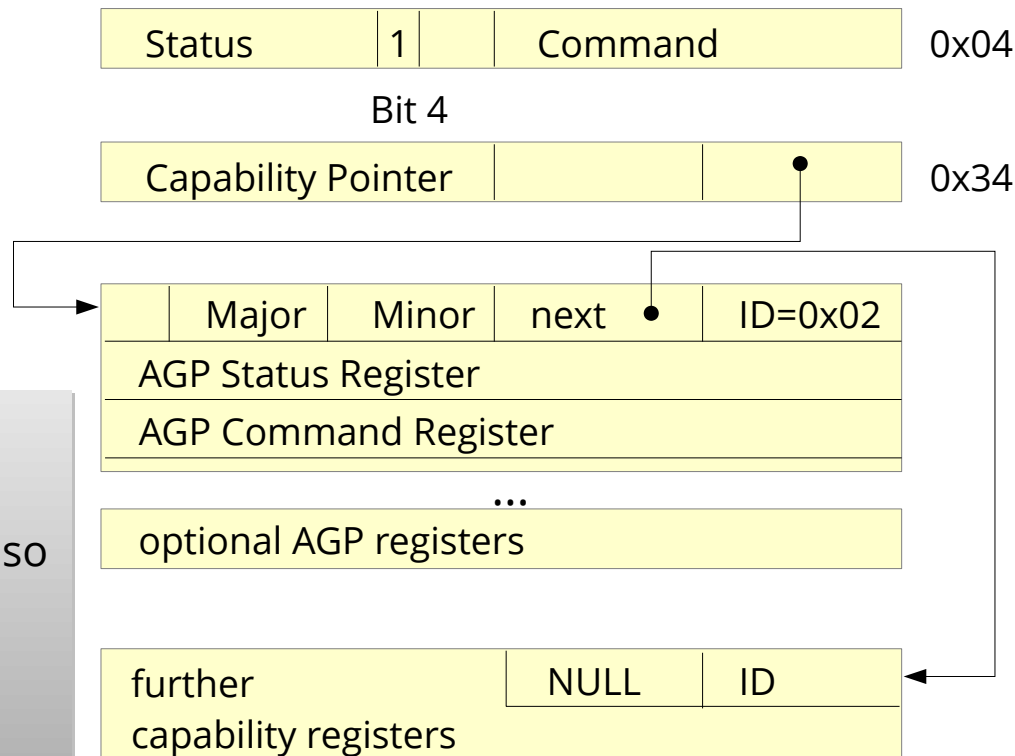 Status 1 Command 0x04
Bit 4
Capability Pointer 0x34
Major Minor next ID=0x02
AGP Status Register
AGP Command Register
...
so
optional AGP registers
further NULL ID
capability registers